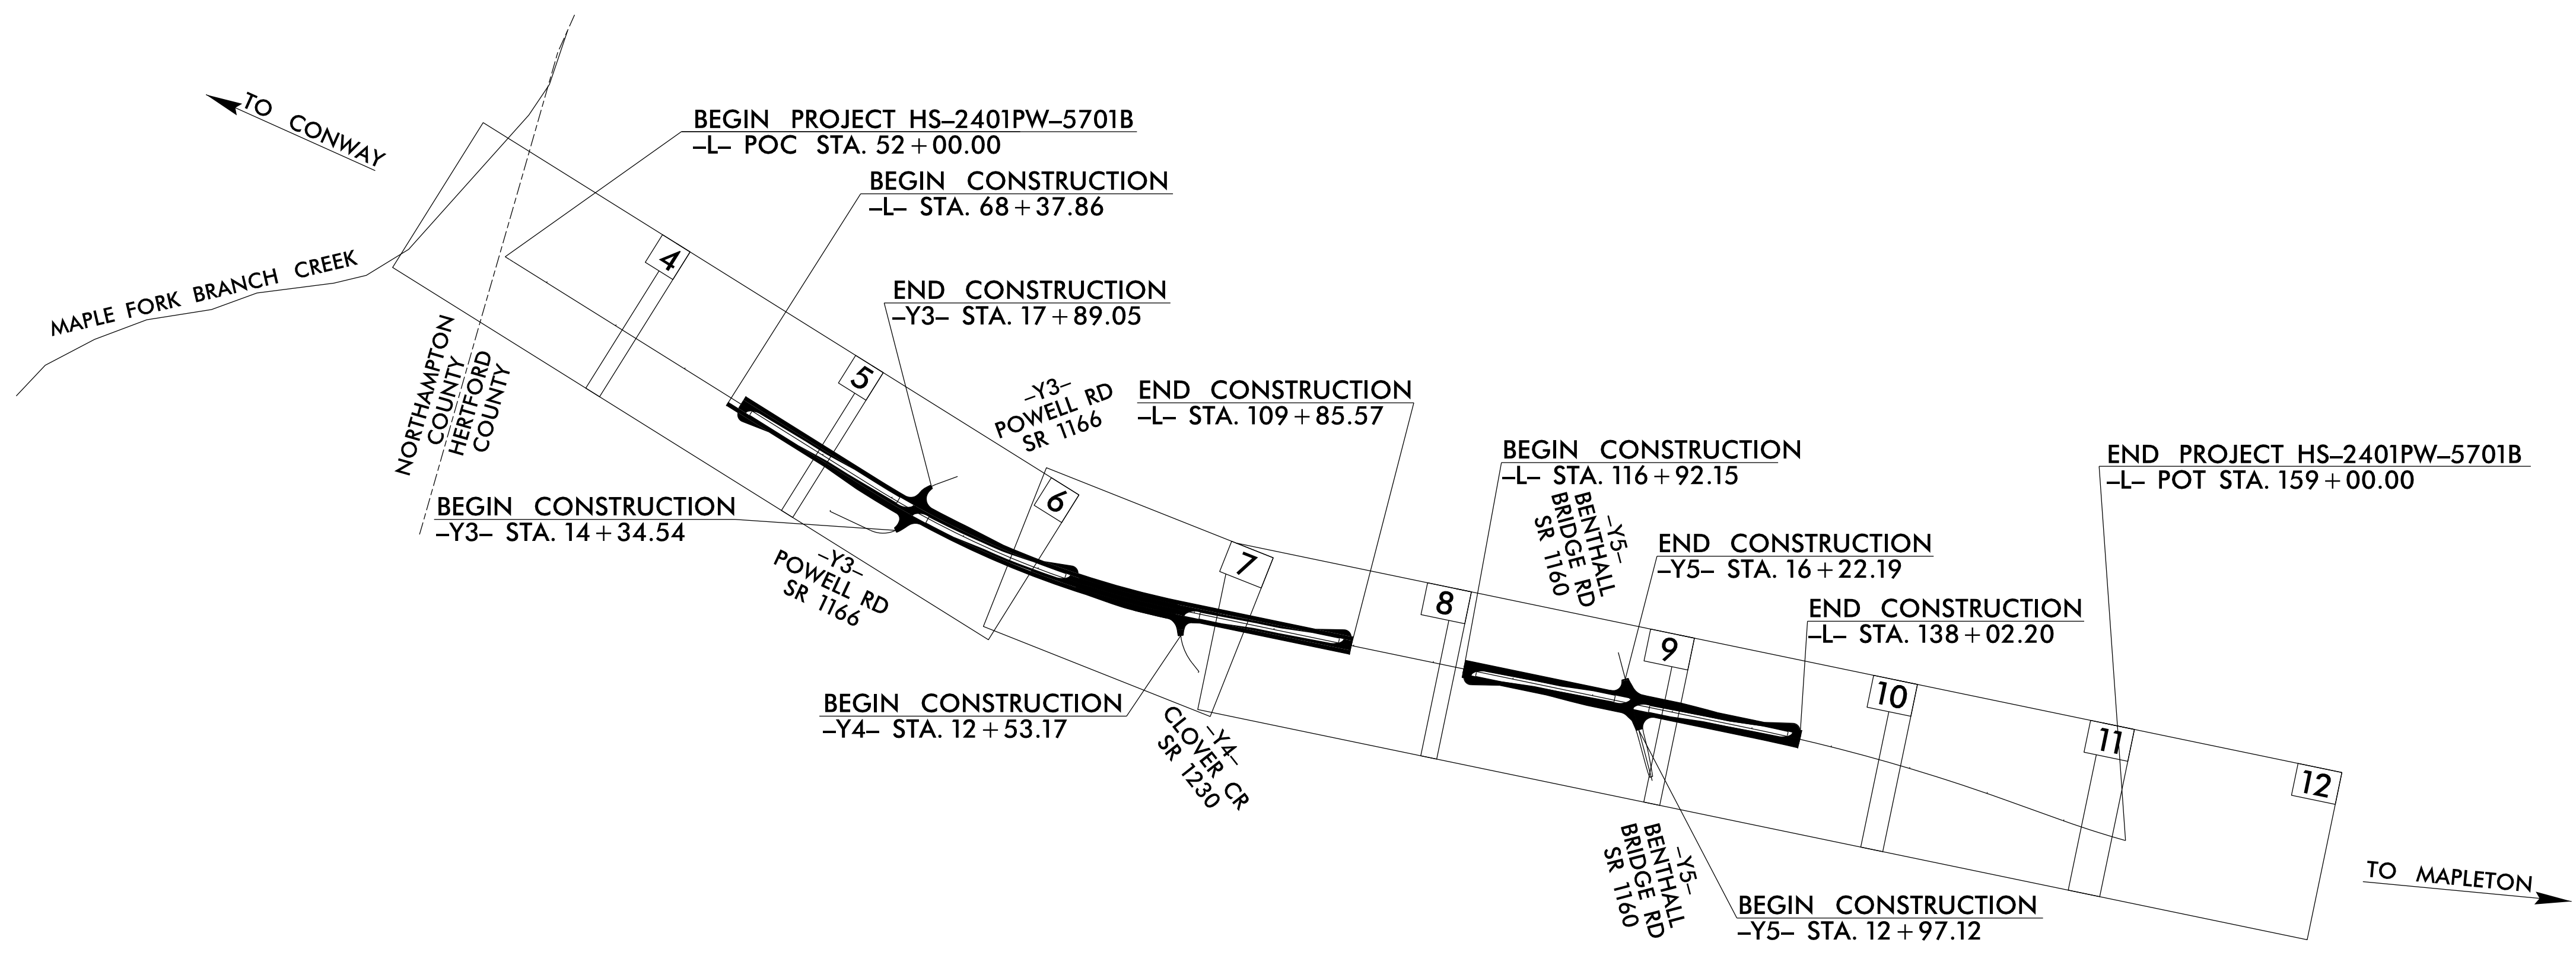 TO CONWAY
BEGIN PROJECT HS–2401PW–5701B
–L– POC STA. 52+00.00
BEGIN CONSTRUCTION
–L– STA. 68+37.86
MAPLE FORK BRANCH CREEK
4
END CONSTRUCTION
–Y3– STA. 17+89.05
NORTHAMPTON
COUNTY
HERTFORD
COUNTY
5
–Y3–
POWELL RD
SR 1166
END CONSTRUCTION
–L– STA. 109+85.57
BEGIN CONSTRUCTION
–L– STA. 116+92.15
END PROJECT HS–2401PW–5701B
–L– POT STA. 159+00.00
BEGIN CONSTRUCTION
–Y3– STA. 14+34.54
6
–Y5–
BENTHALL
BRIDGE RD
SR 1160
END CONSTRUCTION
–Y5– STA. 16+22.19
–Y3–
POWELL RD
SR 1166
7
8
END CONSTRUCTION
–L– STA. 138+02.20
9
BEGIN CONSTRUCTION
–Y4– STA. 12+53.17
–Y4–
CLOVER CR
SR 1230
10
11
12
–Y5–
BENTHALL
BRIDGE RD
SR 1160
TO MAPLETON
BEGIN CONSTRUCTION
–Y5– STA. 12+97.12